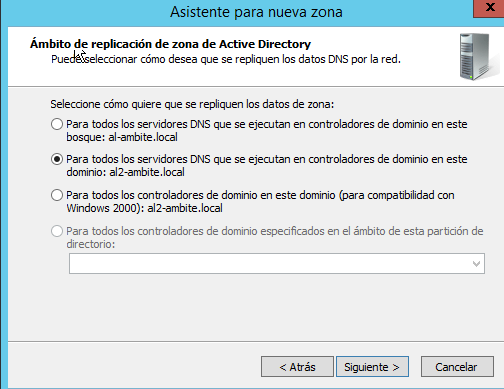 Asistente para nueva zona
x
Ámbito de replicación de zona de Active Directory
Puede seleccionar cómo desea que se repliquen los datos DNS por la red.
Seleccione cómo quiere que se repliquen los datos de zona:
Para todos los servidores DNS que se ejecutan en controladores de dominio en este
bosque: al-ambite.local
Para todos los servidores DNS que se ejecutan en controladores de dominio en este
dominio: al2-ambite.local
Para todos los controladores de dominio en este dominio (para compatibilidad con
Windows 2000): al2-ambite.local
Para todos los controladores de dominio especificados en el ámbito de esta partición de
directorio:
< Atrás
Siguiente >
Cancelar